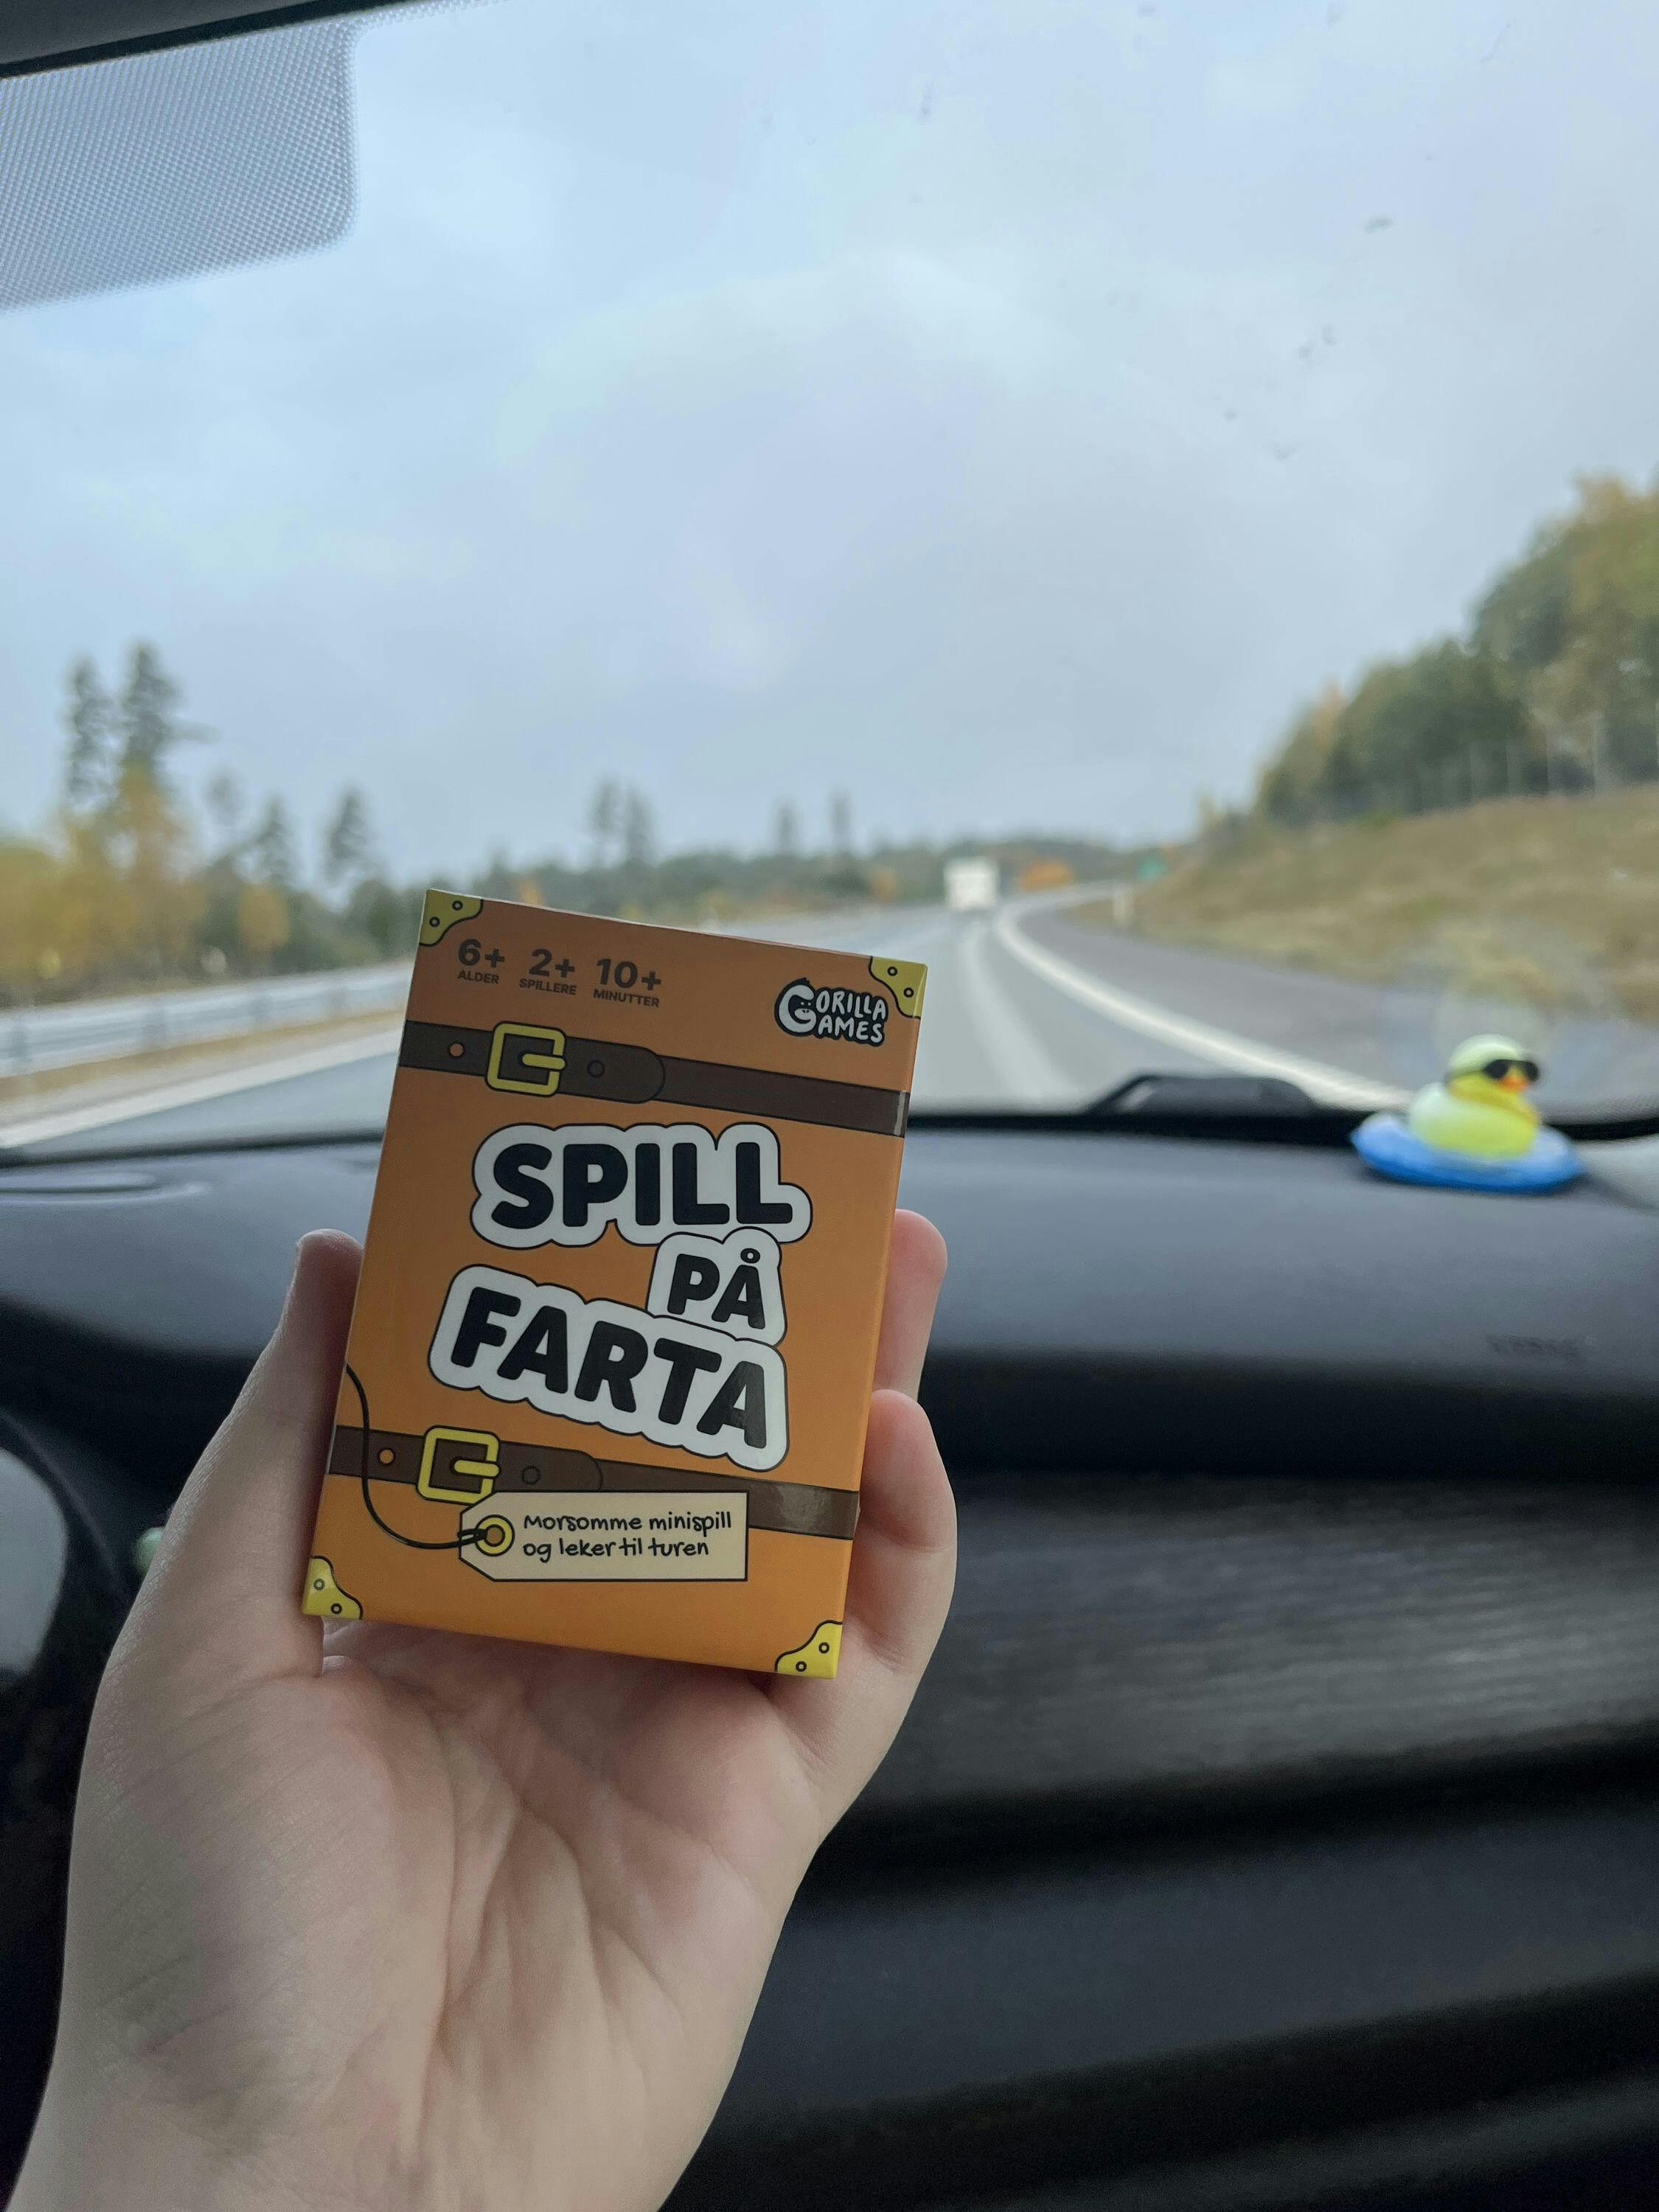 6+ 2+ 10+
ALDER SPILLERE MINUTTER
GORILLA
GAMES
SPILL
PÅ
FARTA
Morsomme minispill
og leker til turen